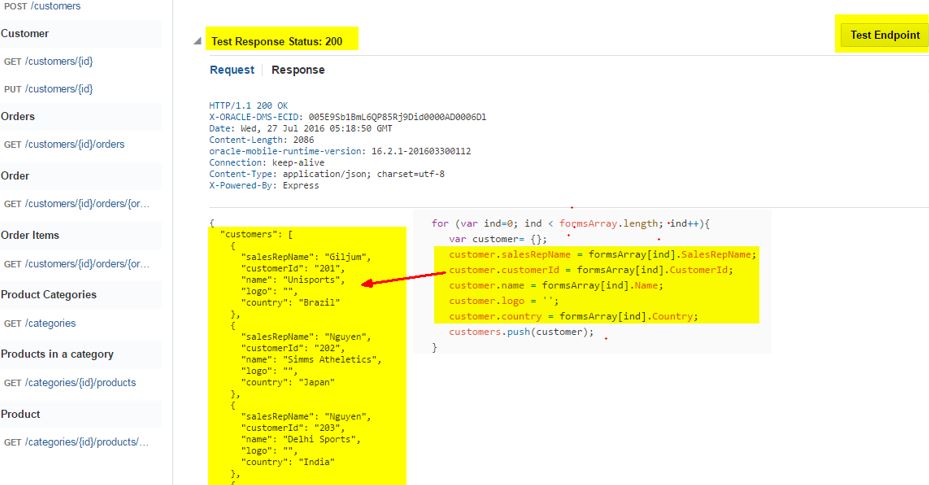 POST /customers
Customer
GET /customers/{id}
PUT /customers/{id}
Orders
GET /customers/{id}/orders
Order
GET /customers/{id}/orders/{or...
Order Items
GET /customers/{id}/orders/{or...
Product Categories
GET /categories
Products in a category
GET /categories/{id}/products
Product
GET /categories/{id}/products/...
Test Response Status: 200
Test Endpoint
Request Response
HTTP/1.1 200 OK
X-ORACLE-DMS-ECID: 005E9Sb1BmL6QP85Rj9Did0000AD0006D1
Date: Wed, 27 Jul 2016 05:18:50 GMT
Content-Length: 2086
oracle-mobile-runtime-version: 16.2.1-201603300112
Connection: keep-alive
Content-Type: application/json; charset=utf-8
X-Powered-By: Express
{
"customers": [
{
"salesRepName": "Giljum",
"customerId": "201",
"name": "Unisports",
"logo": "",
"country": "Brazil"
},
{
"salesRepName": "Nguyen",
"customerId": "202",
"name": "Simms Atheletics",
"logo": "",
"country": "Japan"
},
{
"salesRepName": "Nguyen",
"customerId": "203",
"name": "Delhi Sports",
"logo": "",
"country": "India"
},
{
for (var ind=0; ind < formsArray.length; ind++){
var customer= {};
customer.salesRepName = formsArray[ind].SalesRepName;
customer.customerId = formsArray[ind].CustomerId;
customer.name = formsArray[ind].Name;
customer.logo = '';
customer.country = formsArray[ind].Country;
customers.push(customer);
}